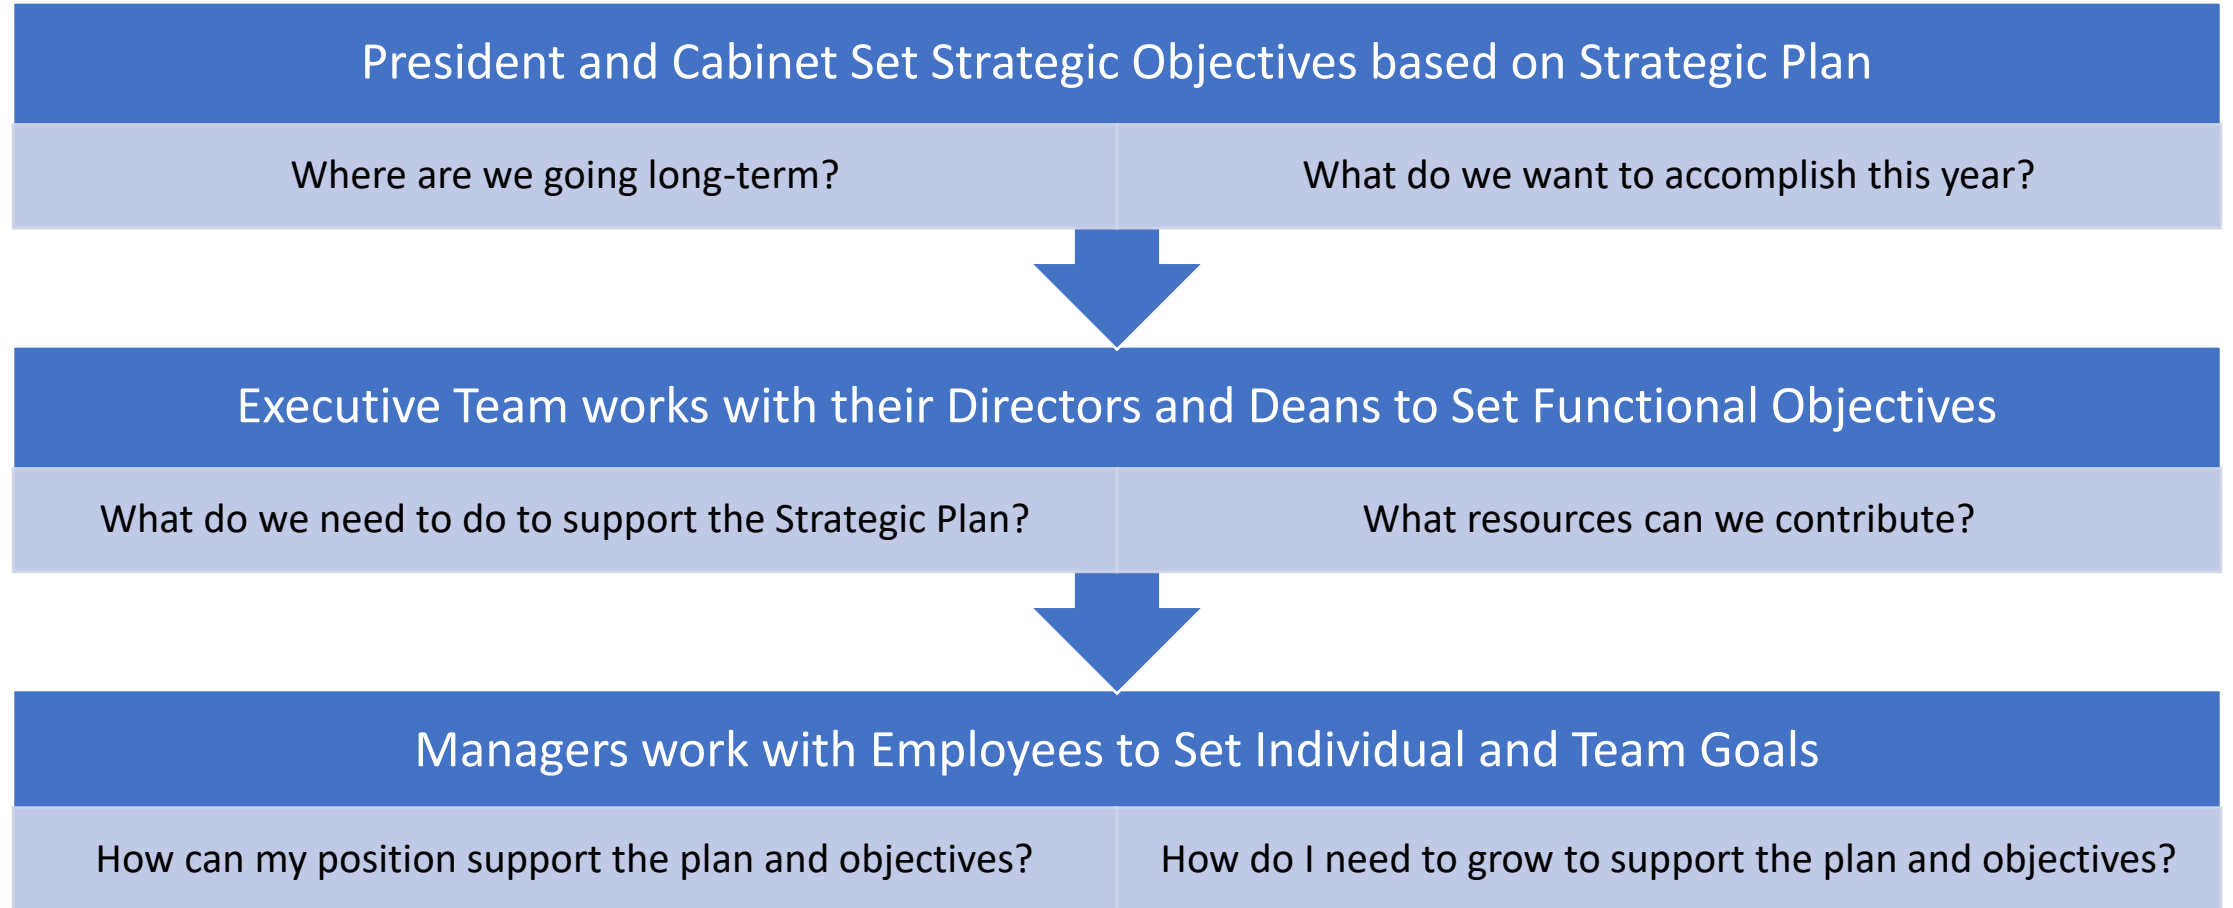 President and Cabinet Set Strategic Objectives based on Strategic Plan
Where are we going long-term?
What do we want to accomplish this year?
Executive Team works with their Directors and Deans to Set Functional Objectives
What do we need to do to support the Strategic Plan?
What resources can we contribute?
Managers work with Employees to Set Individual and Team Goals
How can my position support the plan and objectives?
How do I need to grow to support the plan and objectives?